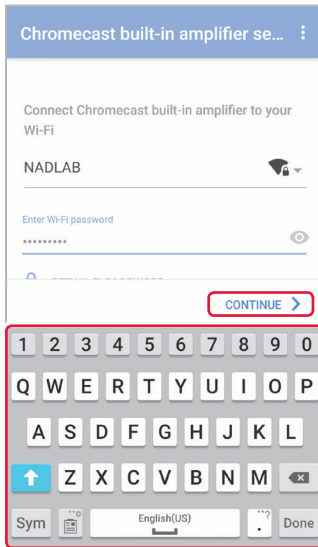 Chromecast built-in amplifier se...
Connect Chromecast built-in amplifier to your
Wi-Fi
NADLAB
Enter Wi-Fi password
.........
CONTINUE
1 2 3 4 5 6 7 8 9 0
Q W E R T Y U I O P
A S D F G H J K L
Z X C V B N M
Sym English(US) . Done